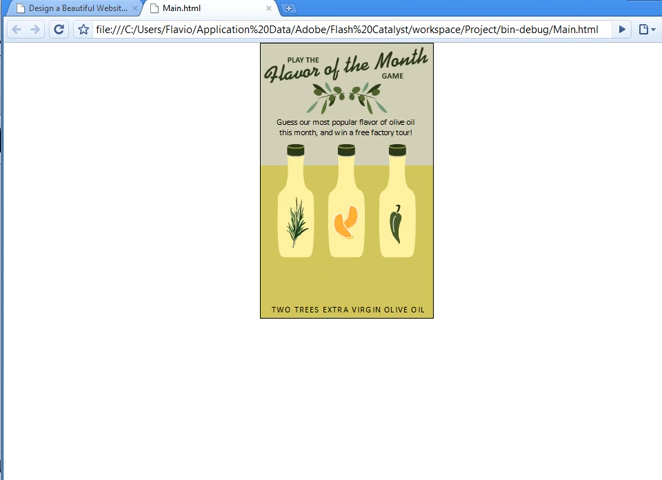 Design a Beautiful Websit...
Main.html
file:///C:/Users/Flavio/Application%20Data/Adobe/Flash%20Catalyst/workspace/Project/bin-debug/Main.html
PLAY THE
Flavor of the Month
GAME
Guess our most popular flavor of olive oil
this month, and win a free factory tour!
TWO TREES EXTRA VIRGIN OLIVE OIL